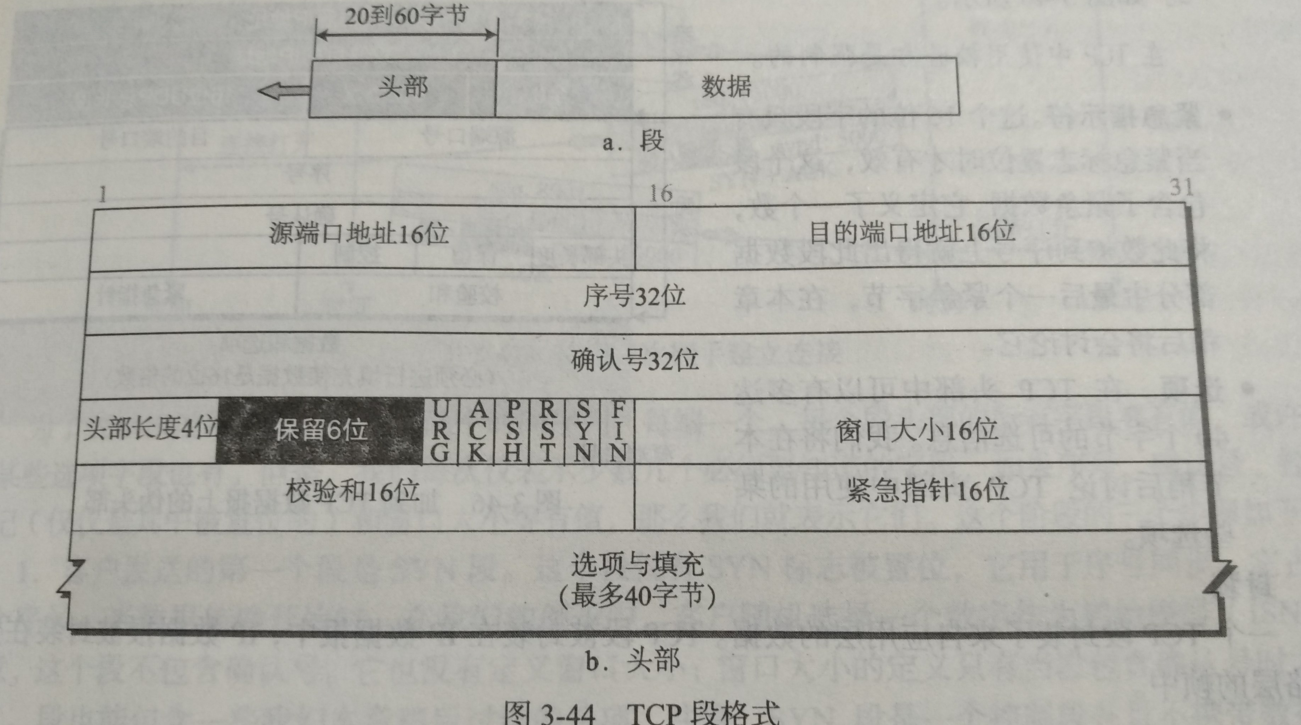 20到60字节
头部 数据
a. 段
1 16 31
源端口地址16位 目的端口地址16位
序号32位
确认号32位
头部长度4位 保留6位 URG ACK PSH RST SYN FIN 窗口大小16位
校验和16位 紧急指针16位
选项与填充
(最多40字节)
b. 头部
图 3-44 TCP 段格式